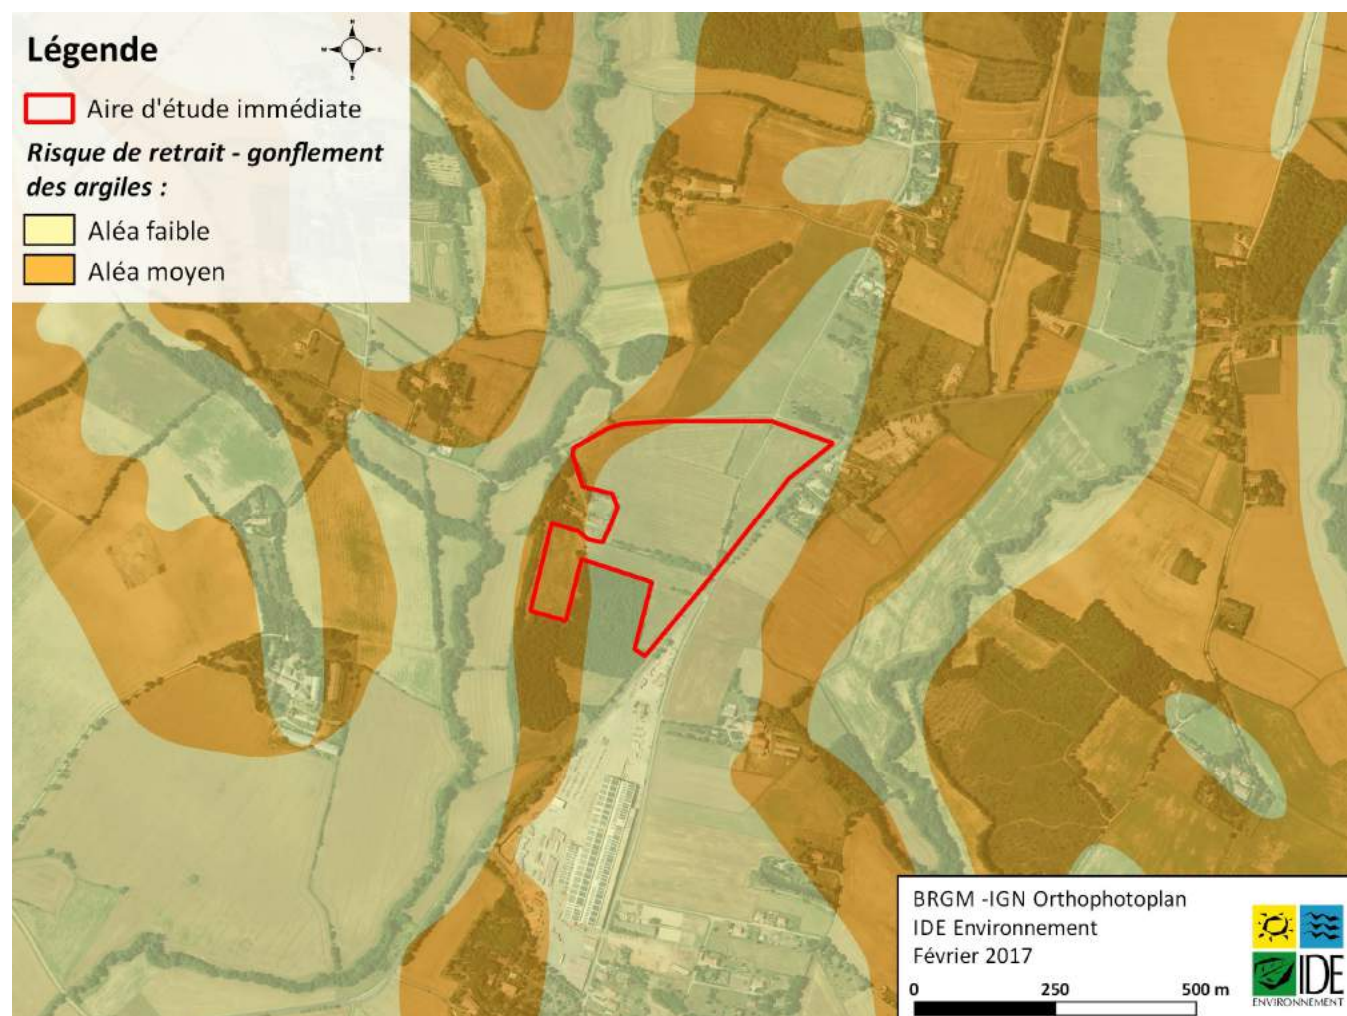 Légende
N
E
S
Aire d'étude immédiate
Risque de retrait - gonflement
des argiles :
Aléa faible
Aléa moyen
BRGM -IGN Orthophotoplan
IDE Environnement
Février 2017
0 250 500 m
IDE
ENVIRONNEMENT